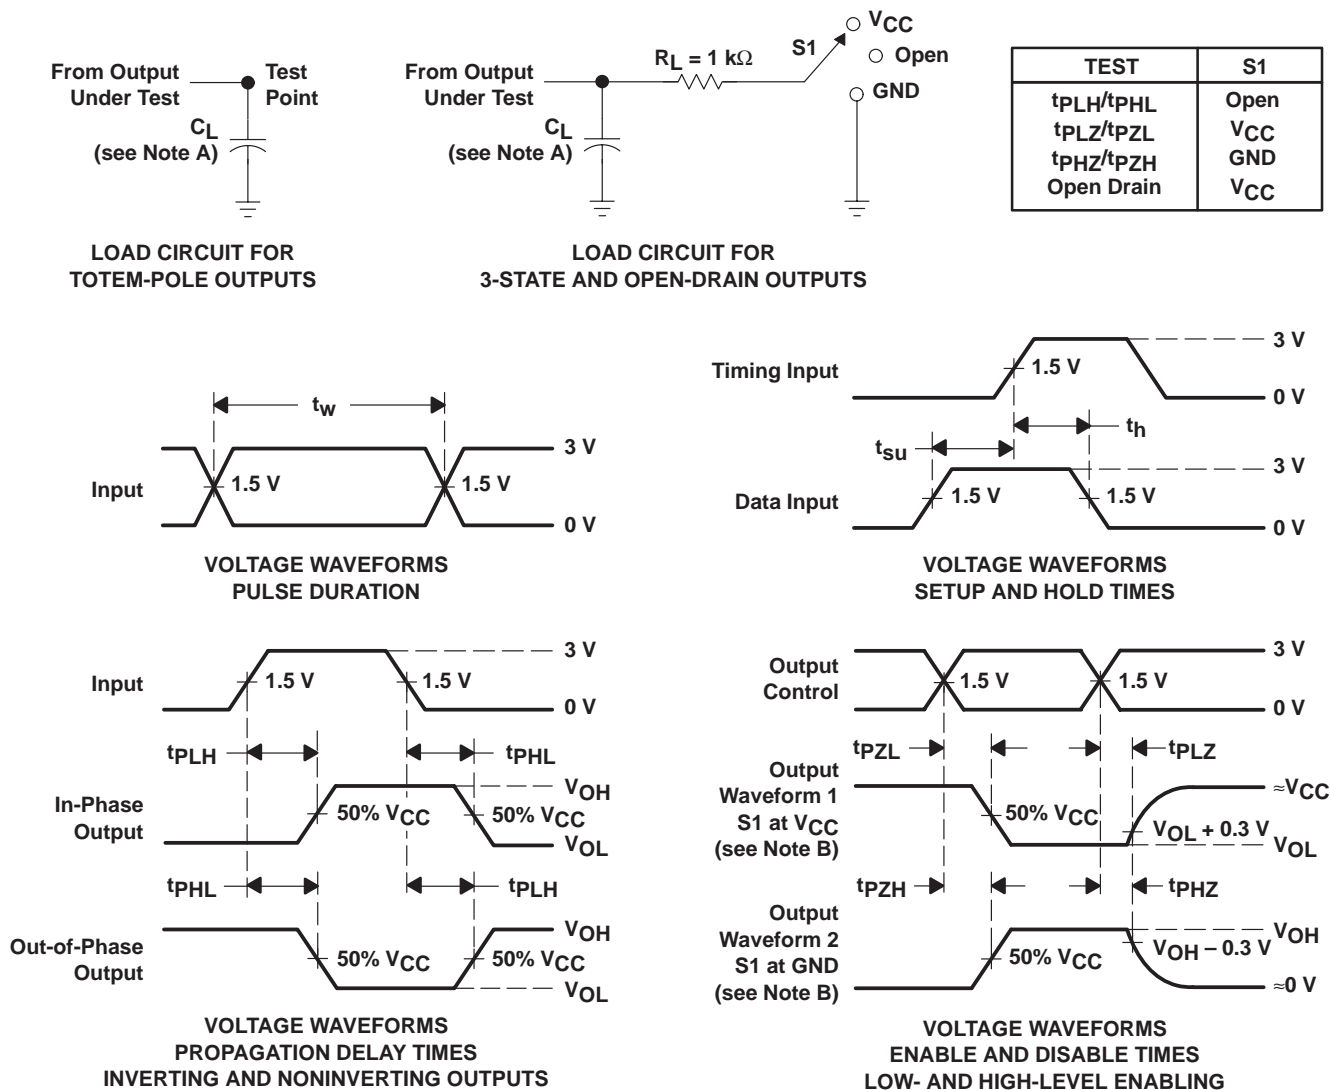 From Output
Under Test
Test
Point
CL
(see Note A)
LOAD CIRCUIT FOR
TOTEM-POLE OUTPUTS
From Output
Under Test
CL
(see Note A)
RL = 1 kΩ
S1
VCC
Open
GND
LOAD CIRCUIT FOR
3-STATE AND OPEN-DRAIN OUTPUTS
TEST S1
tPLH/tPHL Open
tPLZ/tPZL VCC
tPHZ/tPZH GND
Open Drain VCC
tw
Input
1.5 V
1.5 V
3 V
0 V
VOLTAGE WAVEFORMS
PULSE DURATION
Timing Input
1.5 V
3 V
0 V
th
tsu
Data Input
1.5 V
1.5 V
3 V
0 V
VOLTAGE WAVEFORMS
SETUP AND HOLD TIMES
Input
1.5 V
1.5 V
3 V
0 V
tPLH
tPHL
In-Phase
Output
50% VCC
50% VCC
VOH
VOL
tPHL
tPLH
Out-of-Phase
Output
50% VCC
50% VCC
VOH
VOL
VOLTAGE WAVEFORMS
PROPAGATION DELAY TIMES
INVERTING AND NONINVERTING OUTPUTS
Output
Control
1.5 V
1.5 V
3 V
0 V
tPZL
tPLZ
Output
Waveform 1
S1 at VCC
(see Note B)
50% VCC
≈VCC
VOL + 0.3 V
VOL
tPZH
tPHZ
Output
Waveform 2
S1 at GND
(see Note B)
50% VCC
VOH
VOH − 0.3 V
≈0 V
VOLTAGE WAVEFORMS
ENABLE AND DISABLE TIMES
LOW- AND HIGH-LEVEL ENABLING